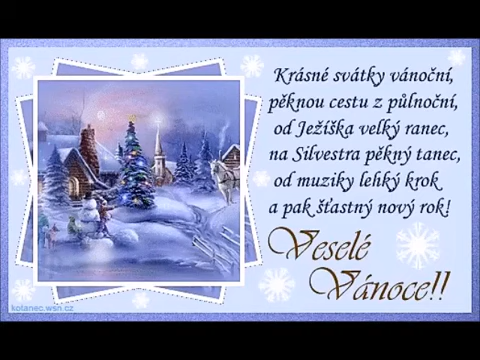 Krásné svátky vánoční,
pěknou cestu z půlnoční,
od Ježíška velký ranec,
na Silvestra pěkný tanec,
od muziky lehký krok
a pak šťastný nový rok!
Veselé
Vánoce!!
kotanec.wsn.cz